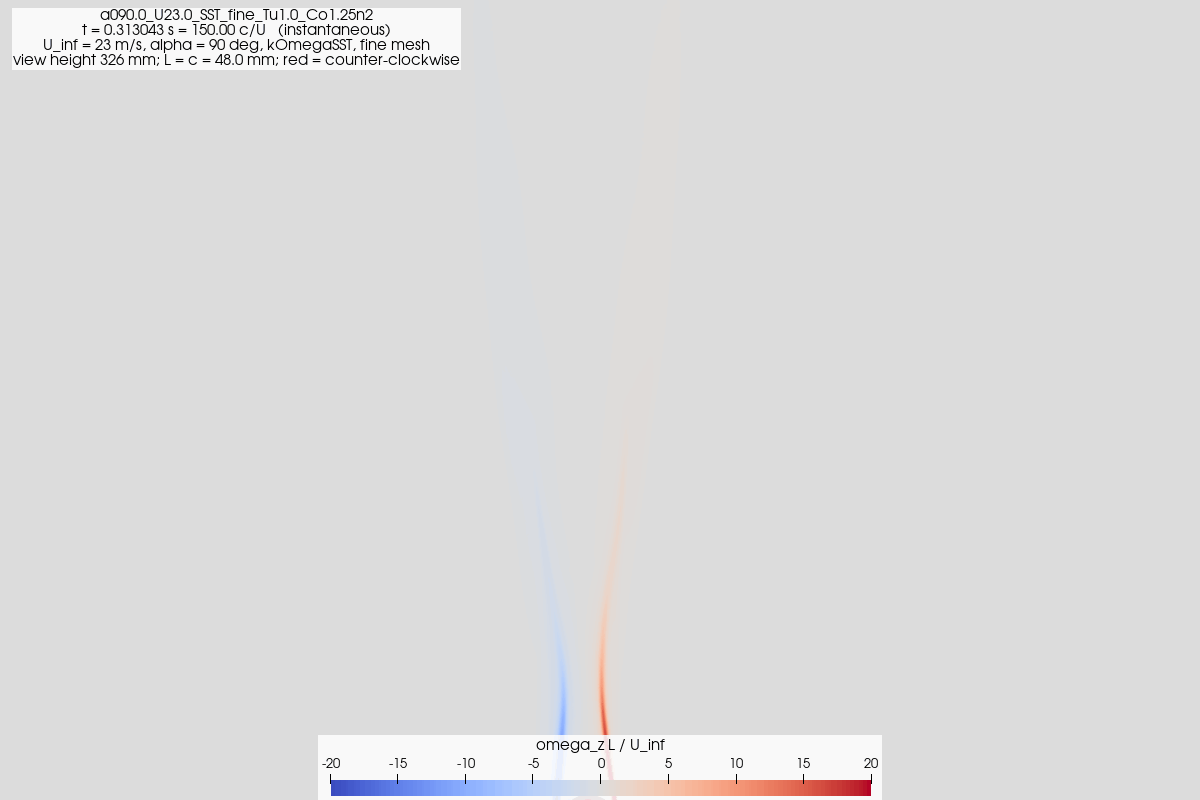 a090.0_U23.0_SST_fine_Tu1.0_Co1.25n2
t = 0.313043 s = 150.00 c/U (instantaneous)
U_inf = 23 m/s, alpha = 90 deg, kOmegaSST, fine mesh
view height 326 mm; L = c = 48.0 mm; red = counter-clockwise
omega_z L / U_inf
-20 -15 -10 -5 0 5 10 15 20